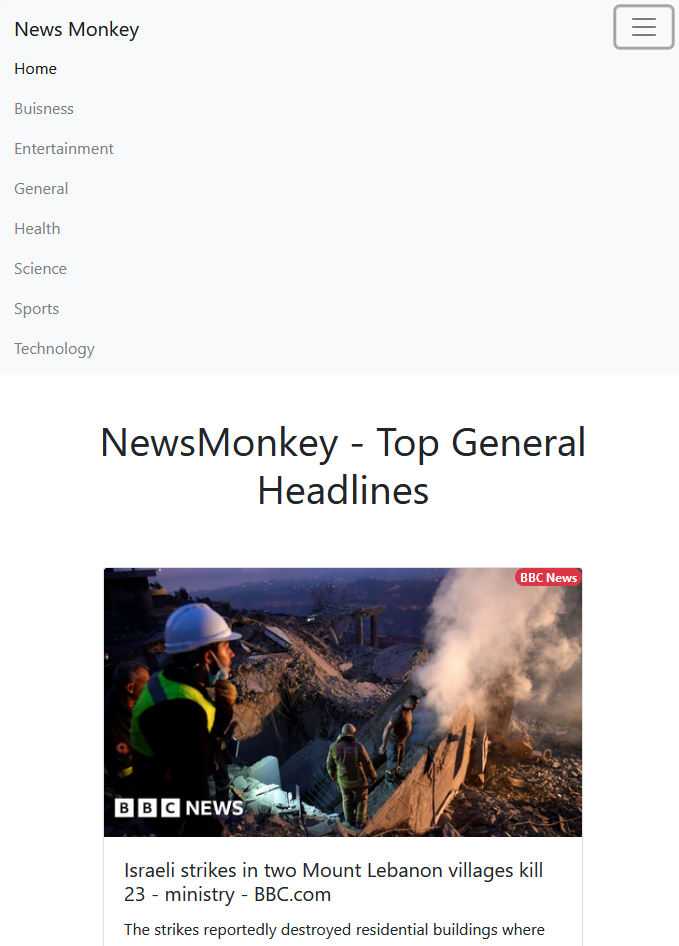 News Monkey
Home
Buisness
Entertainment
General
Health
Science
Sports
Technology
NewsMonkey - Top General
Headlines
BBC News
BBC NEWS
Israeli strikes in two Mount Lebanon villages kill
23 - ministry - BBC.com
The strikes reportedly destroyed residential buildings where